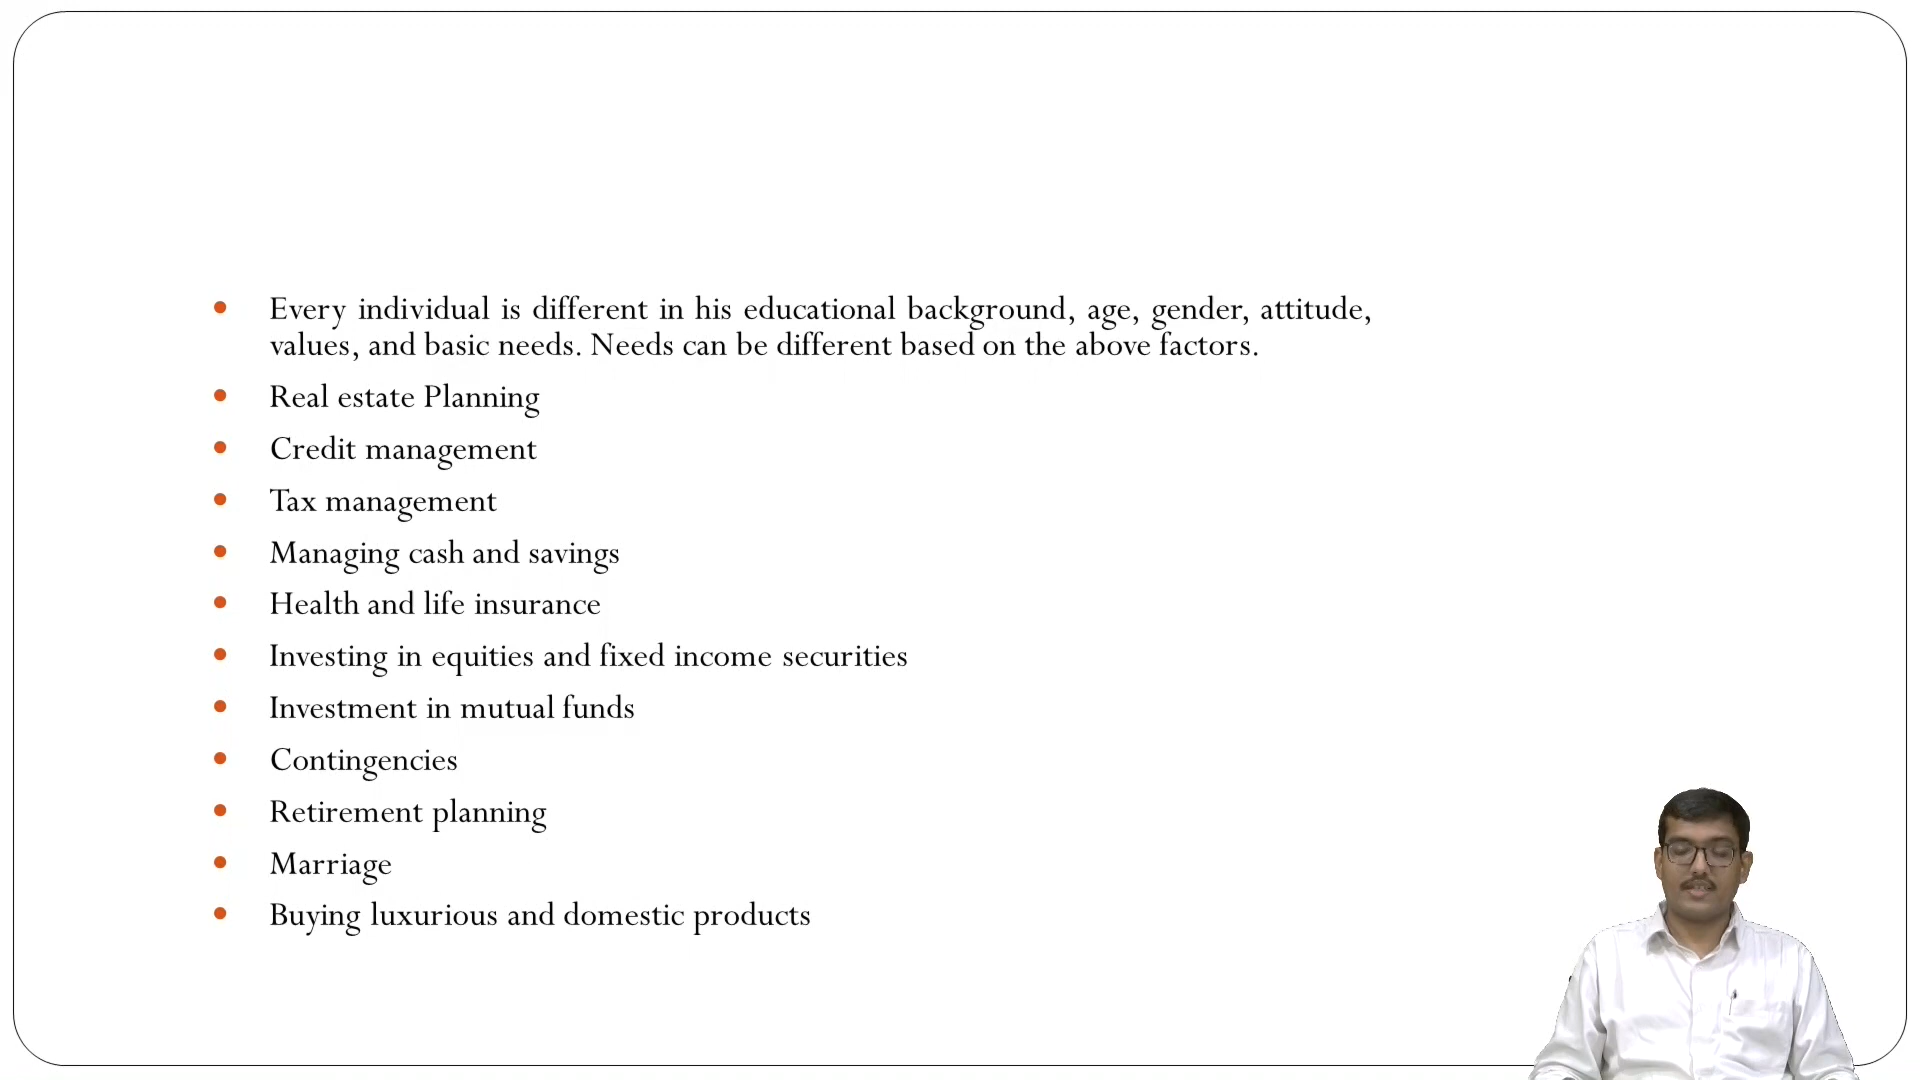 Every individual is different in his educational background, age, gender, attitude,
values, and basic needs. Needs can be different based on the above factors.
Real estate Planning
Credit management
Tax management
Managing cash and savings
Health and life insurance
Investing in equities and fixed income securities
Investment in mutual funds
Contingencies
Retirement planning
Marriage
Buying luxurious and domestic products